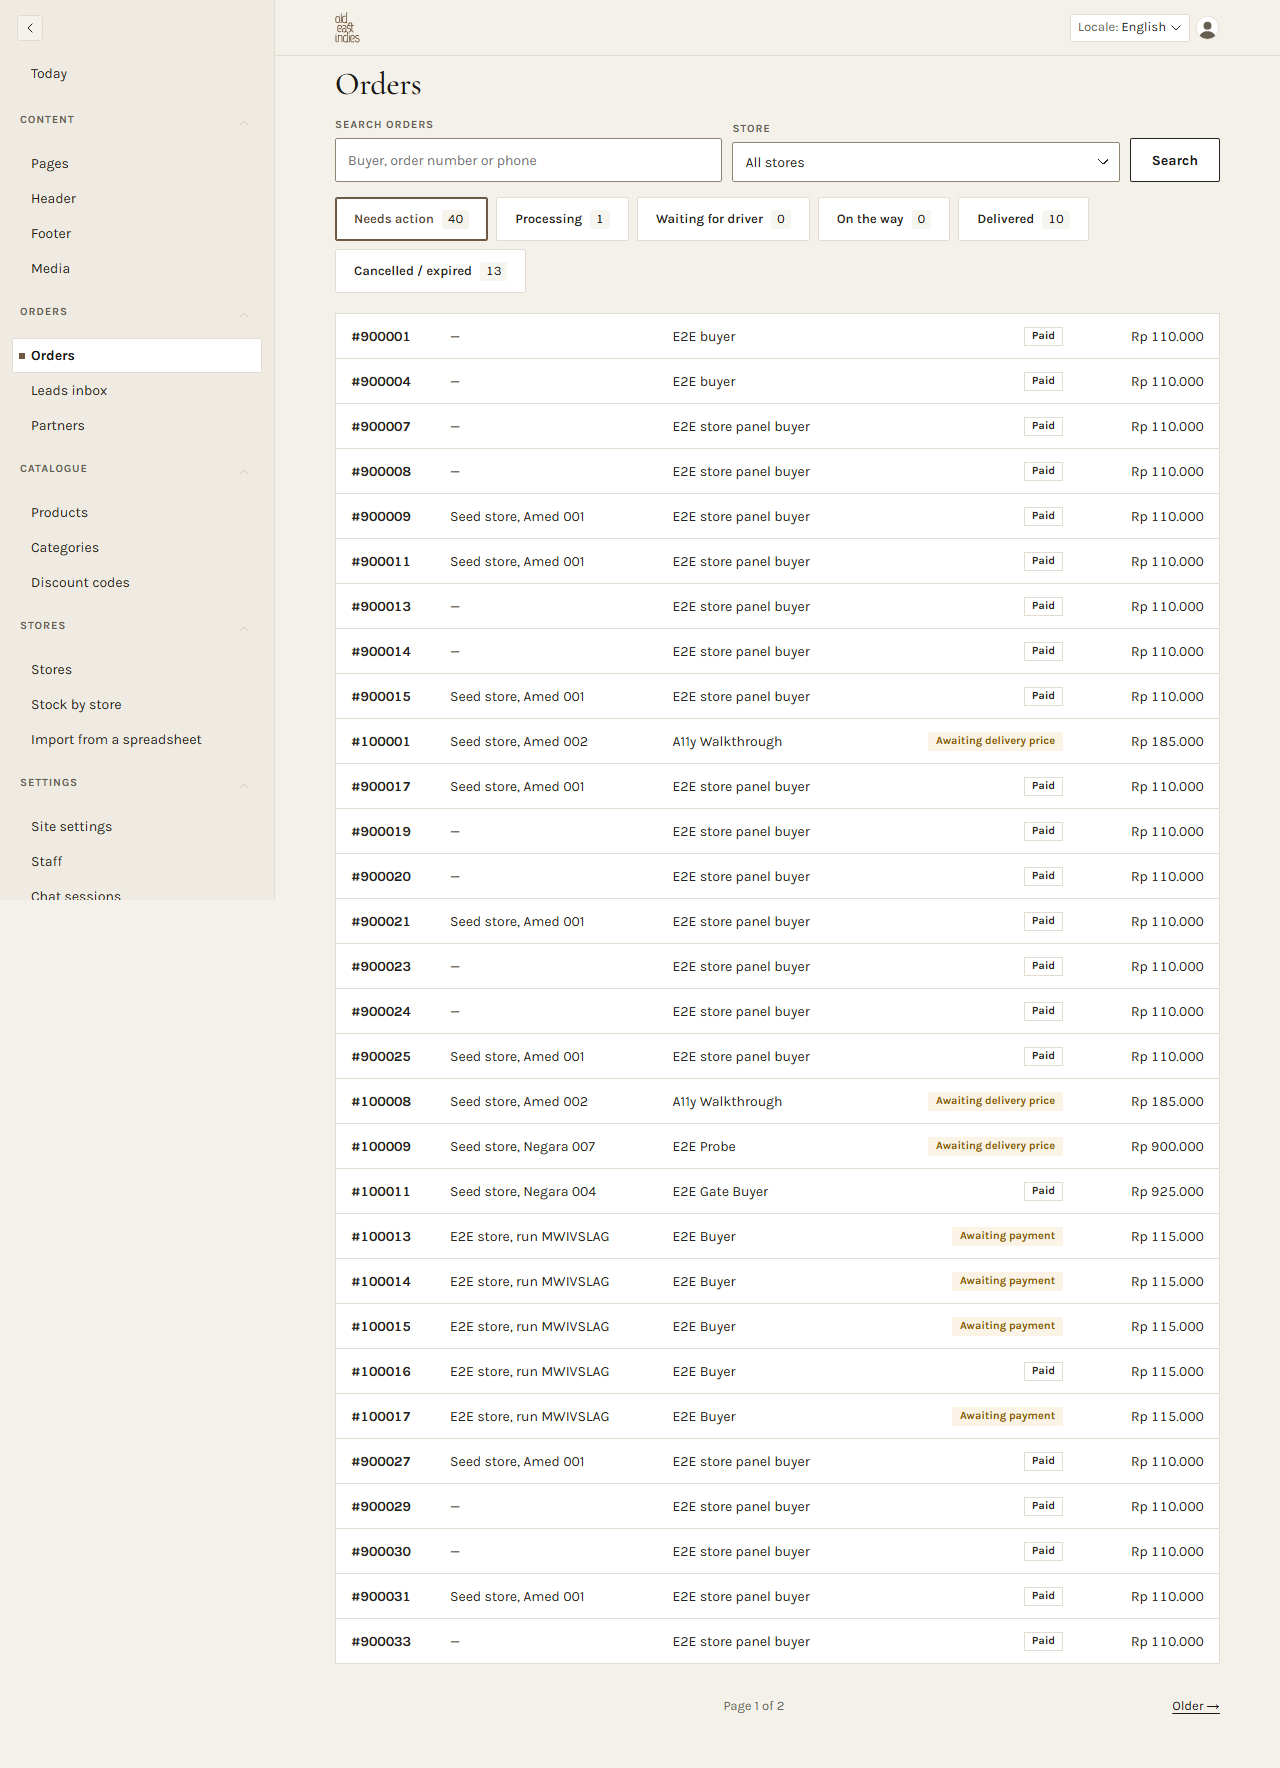 old
east
indies
Locale: English
Today
CONTENT
Pages
Header
Footer
Media
ORDERS
Orders
Leads inbox
Partners
CATALOGUE
Products
Categories
Discount codes
STORES
Stores
Stock by store
Import from a spreadsheet
SETTINGS
Site settings
Staff
Chat sessions
Orders
SEARCH ORDERS
STORE
Buyer, order number or phone
All stores
Search
Needs action 40
Processing 1
Waiting for driver 0
On the way 0
Delivered 10
Cancelled / expired 13
#900001 — E2E buyer Paid Rp 110.000
#900004 — E2E buyer Paid Rp 110.000
#900007 — E2E store panel buyer Paid Rp 110.000
#900008 — E2E store panel buyer Paid Rp 110.000
#900009 Seed store, Amed 001 E2E store panel buyer Paid Rp 110.000
#900011 Seed store, Amed 001 E2E store panel buyer Paid Rp 110.000
#900013 — E2E store panel buyer Paid Rp 110.000
#900014 — E2E store panel buyer Paid Rp 110.000
#900015 Seed store, Amed 001 E2E store panel buyer Paid Rp 110.000
#100001 Seed store, Amed 002 A11y Walkthrough Awaiting delivery price Rp 185.000
#900017 Seed store, Amed 001 E2E store panel buyer Paid Rp 110.000
#900019 — E2E store panel buyer Paid Rp 110.000
#900020 — E2E store panel buyer Paid Rp 110.000
#900021 Seed store, Amed 001 E2E store panel buyer Paid Rp 110.000
#900023 — E2E store panel buyer Paid Rp 110.000
#900024 — E2E store panel buyer Paid Rp 110.000
#900025 Seed store, Amed 001 E2E store panel buyer Paid Rp 110.000
#100008 Seed store, Amed 002 A11y Walkthrough Awaiting delivery price Rp 185.000
#100009 Seed store, Negara 007 E2E Probe Awaiting delivery price Rp 900.000
#100011 Seed store, Negara 004 E2E Gate Buyer Paid Rp 925.000
#100013 E2E store, run MWIVSLAG E2E Buyer Awaiting payment Rp 115.000
#100014 E2E store, run MWIVSLAG E2E Buyer Awaiting payment Rp 115.000
#100015 E2E store, run MWIVSLAG E2E Buyer Awaiting payment Rp 115.000
#100016 E2E store, run MWIVSLAG E2E Buyer Paid Rp 115.000
#100017 E2E store, run MWIVSLAG E2E Buyer Awaiting payment Rp 115.000
#900027 Seed store, Amed 001 E2E store panel buyer Paid Rp 110.000
#900029 — E2E store panel buyer Paid Rp 110.000
#900030 — E2E store panel buyer Paid Rp 110.000
#900031 Seed store, Amed 001 E2E store panel buyer Paid Rp 110.000
#900033 — E2E store panel buyer Paid Rp 110.000
Page 1 of 2
Older →